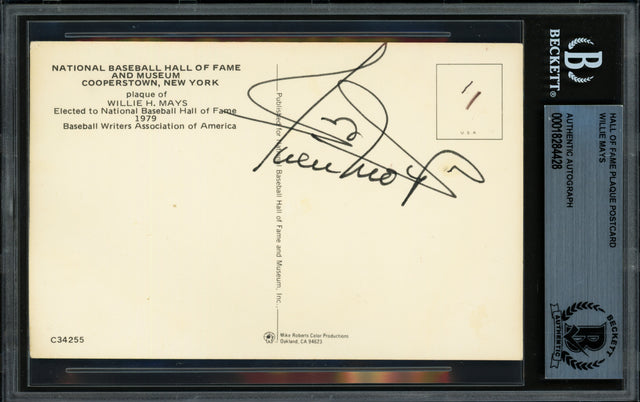 NATIONAL BASEBALL HALL OF FAME
AND MUSEUM
COOPERSTOWN, NEW YORK
plaque of
WILLIE H. MAYS
Elected to National Baseball Hall of Fame
1979
Baseball Writers Association of America
Published for National Baseball Hall of Fame and Museum, Inc.
U S A
C34255
Mike Roberts Color Productions
Oakland, CA 94623
BECKETT
B
HALL OF FAME PLAQUE POSTCARD
WILLIE MAYS
AUTHENTIC AUTOGRAPH
00018284428
BECKETT
B
AUTHENTIC